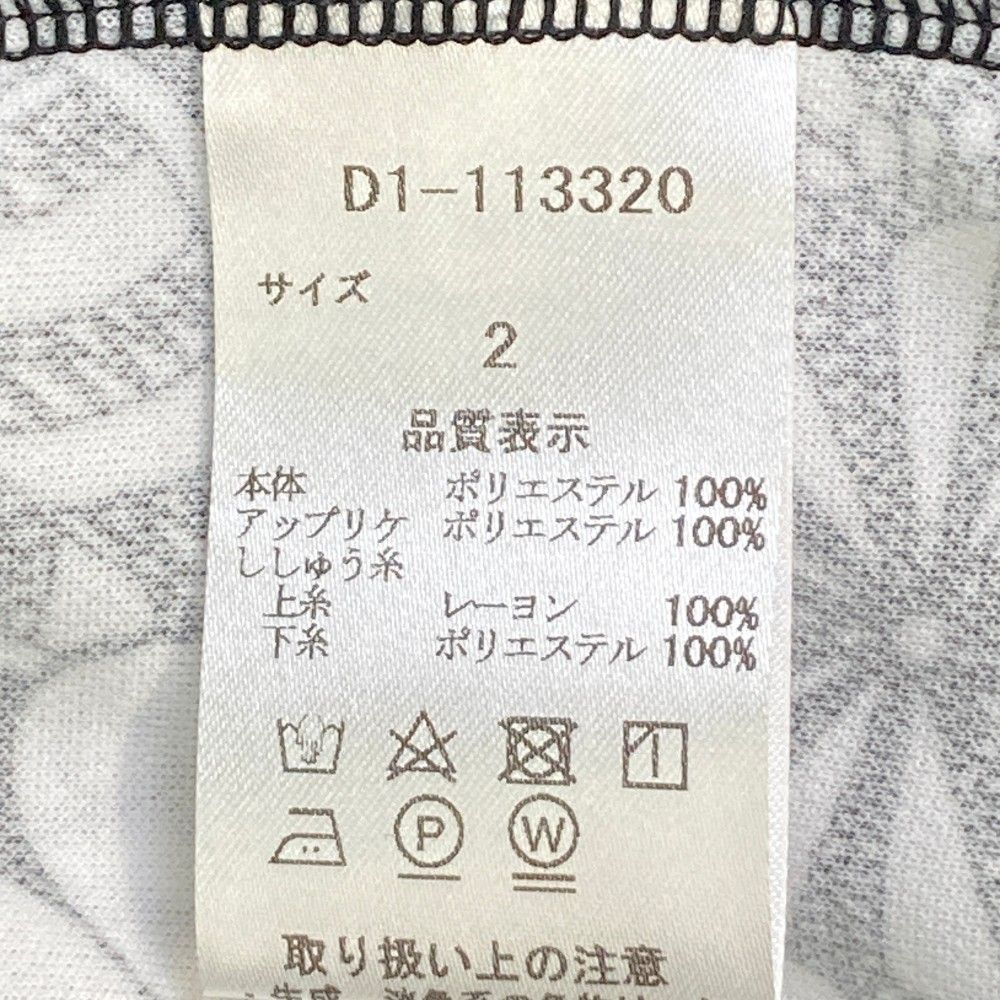 D1-113320
サイズ
2
品質表示
本体 ポリエステル 100%
アップリケ ポリエステル 100%
ししゅう糸
上糸 レーヨン 100%
下糸 ポリエステル 100%
P W
取り扱い上の注意